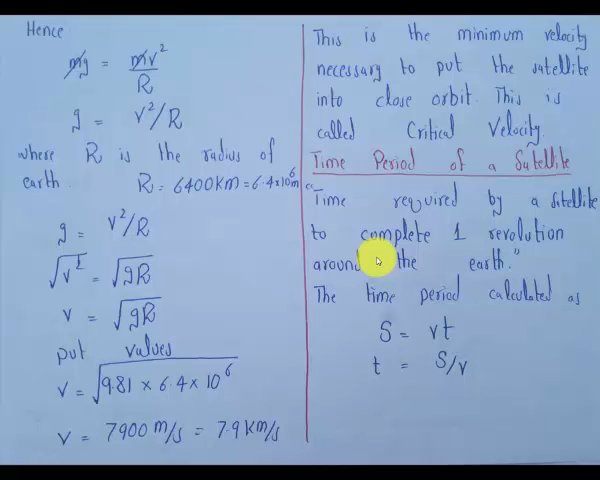 Hence
mg = mv²/R
g = v²/R
where R is the radius of
earth. R = 6400KM = 6.4x10⁶m
g = v²/R
√v² = √gR
v = √gR
put values
v = √9.81 x 6.4 x 10⁶
v = 7900 m/s = 7.9 KM/s
This is the minimum velocity
necessary to put the satellite
into close orbit. This is
called Critical Velocity.
Time Period of a Satellite
"Time required by a satellite
to complete 1 revolution
around the earth."
The time period calculated as
S = vt
t = S/v